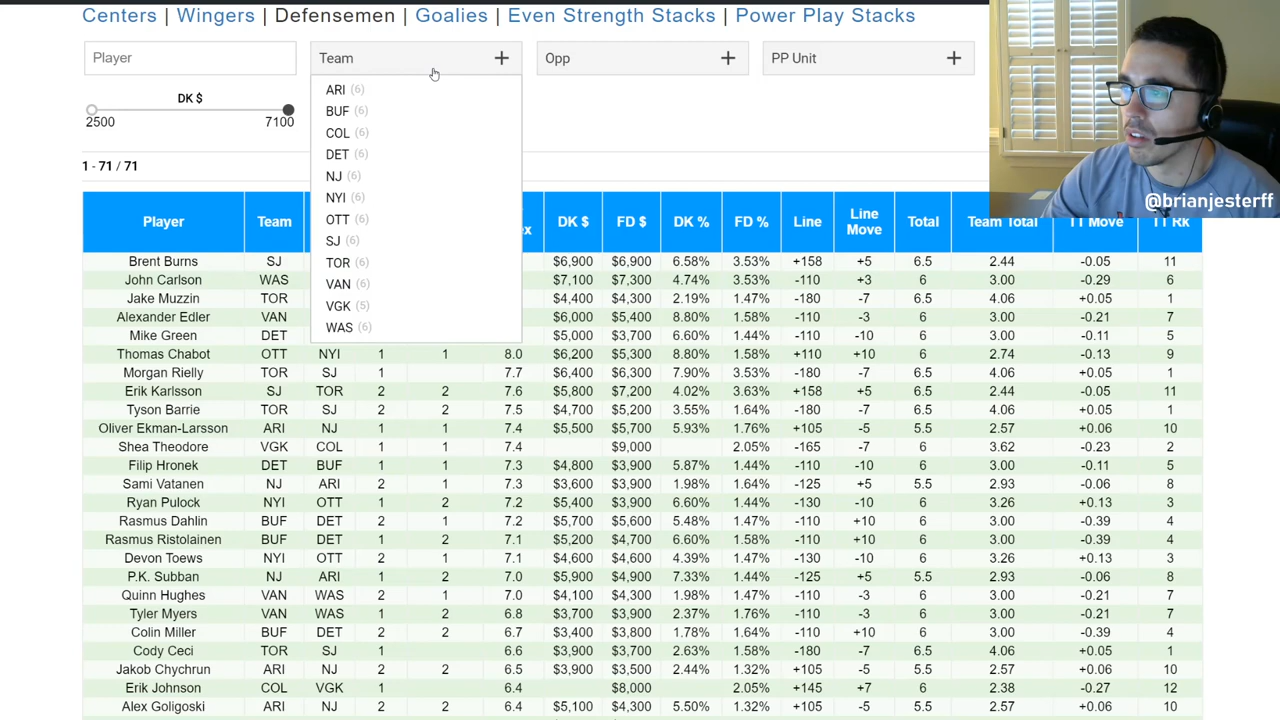 Centers | Wingers | Defensemen | Goalies | Even Strength Stacks | Power Play Stacks
Player Team + Opp + PP Unit +
ARI (6)
BUF (6)
COL (6)
DET (6)
NJ (6)
NYI (6)
OTT (6)
SJ (6)
TOR (6)
VAN (6)
VGK (5)
WAS (6)
DK $
2500 7100
1 - 71 / 71
@brianjesterff
Player Team DK $ FD $ DK % FD % Line Line Move Total Team Total TT Move TT Rk
Brent Burns SJ $6,900 $6,900 6.58% 3.53% +158 +5 6.5 2.44 -0.05 11
John Carlson WAS $7,100 $7,100 4.74% 3.53% -110 +3 6 3.00 -0.29 6
Jake Muzzin TOR $4,400 $4,300 2.19% 1.47% -180 -7 6.5 4.06 +0.05 1
Alexander Edler VAN $6,000 $5,400 8.80% 1.58% -110 -3 6 3.00 -0.21 7
Mike Green DET $5,000 $3,700 6.60% 1.58% -110 -10 6 3.00 -0.11 5
Thomas Chabot OTT NYI 1 1 8.0 $6,200 $5,300 8.80% 1.58% +110 +10 6 2.74 -0.13 9
Morgan Rielly TOR SJ 1 7.7 $6,400 $6,300 7.90% 1.58% -180 -7 6.5 4.06 +0.05 1
Erik Karlsson SJ TOR 2 2 7.6 $5,800 $7,200 4.02% 3.63% +158 +5 6.5 2.44 -0.05 11
Tyson Barrie TOR SJ 2 2 7.5 $4,700 $5,200 3.55% 1.64% -180 -7 6.5 4.06 +0.05 1
Oliver Ekman-Larsson ARI NJ 1 1 7.4 $5,500 $5,700 5.93% 1.76% +105 -5 5.5 2.57 +0.06 10
Shea Theodore VGK COL 1 1 7.4 $9,000 2.05% -165 -7 6 3.62 -0.23 2
Filip Hronek DET BUF 1 1 7.3 $4,800 $3,900 5.87% 1.44% -110 -10 6 3.00 -0.11 5
Sami Vatanen NJ ARI 2 1 7.3 $3,600 $3,900 1.98% 1.64% -125 +5 5.5 2.93 -0.06 8
Ryan Pulock NYI OTT 1 2 7.2 $5,400 $3,900 6.60% 1.44% -130 -10 6 3.26 +0.13 3
Rasmus Dahlin BUF DET 2 1 7.2 $5,700 $5,600 5.48% 1.47% -110 +10 6 3.00 -0.39 4
Rasmus Ristolainen BUF DET 1 2 7.1 $5,200 $4,700 6.60% 1.58% -110 +10 6 3.00 -0.39 4
Devon Toews NYI OTT 2 1 7.1 $4,600 $4,600 4.39% 1.47% -130 -10 6 3.26 +0.13 3
P.K. Subban NJ ARI 1 2 7.0 $5,900 $4,900 7.33% 1.44% -125 +5 5.5 2.93 -0.06 8
Quinn Hughes VAN WAS 2 1 7.0 $4,100 $4,300 1.98% 1.47% -110 -3 6 3.00 -0.21 7
Tyler Myers VAN WAS 1 2 6.8 $3,700 $3,900 2.37% 1.76% -110 -3 6 3.00 -0.21 7
Colin Miller BUF DET 2 2 6.7 $3,400 $3,800 1.78% 1.64% -110 +10 6 3.00 -0.39 4
Cody Ceci TOR SJ 1 6.6 $3,900 $3,700 2.63% 1.58% -180 -7 6.5 4.06 +0.05 1
Jakob Chychrun ARI NJ 2 2 6.5 $3,900 $3,500 2.44% 1.32% +105 -5 5.5 2.57 +0.06 10
Erik Johnson COL VGK 1 6.4 $8,000 2.05% +145 +7 6 2.38 -0.27 12
Alex Goligoski ARI NJ 2 2 6.4 $5,100 $4,300 5.50% 1.32% +105 -5 5.5 2.57 +0.06 10